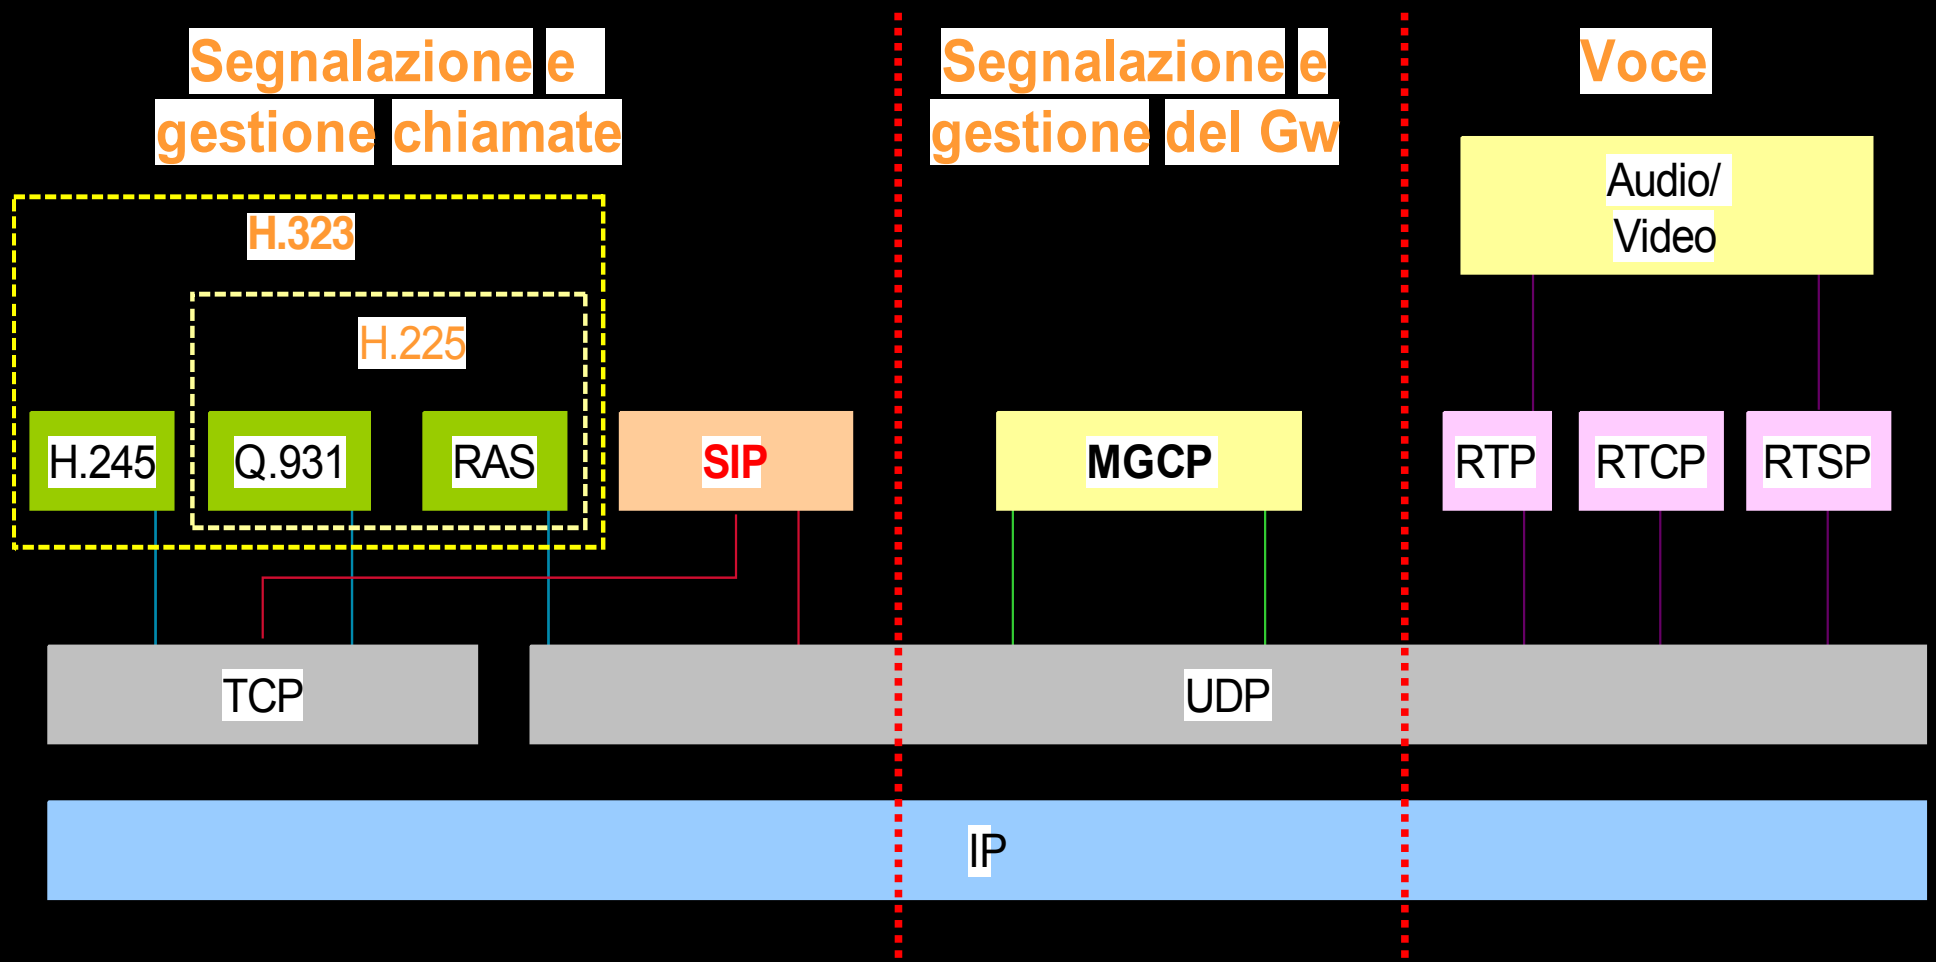 Segnalazione e
gestione chiamate
Segnalazione e
gestione del Gw
Voce
Audio/
Video
H.323
H.225
H.245
Q.931
RAS
SIP
MGCP
RTP
RTCP
RTSP
TCP
UDP
IP